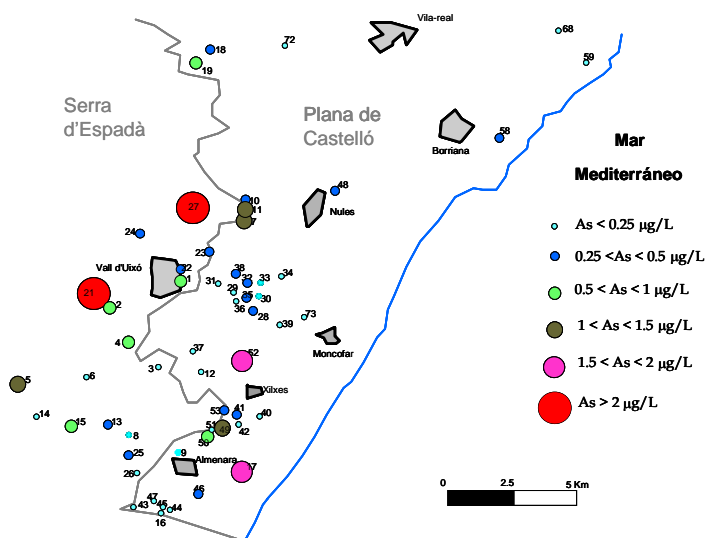 Vila-real
72
68
18
59
19
Serra
d'Espadà
Plana de
Castelló
58
Borriana
Mar
Mediterráneo
48
10
27
11
7
Nules
24
As < 0.25 µg/L
23
0.25 <As < 0.5 µg/L
Vall d'Uixó
22
38
1
31
32
33
34
0.5 < As < 1 µg/L
21
29
35
30
2
36
28
73
39
1 < As < 1.5 µg/L
4
Moncofar
37
52
1.5 < As < 2 µg/L
3
12
6
5
Xilxes
As > 2 µg/L
14
15
13
53
41
40
51
49
42
8
50
25
9
Almenara
26
17
46
0
2.5
5 Km
47
43
45
44
16